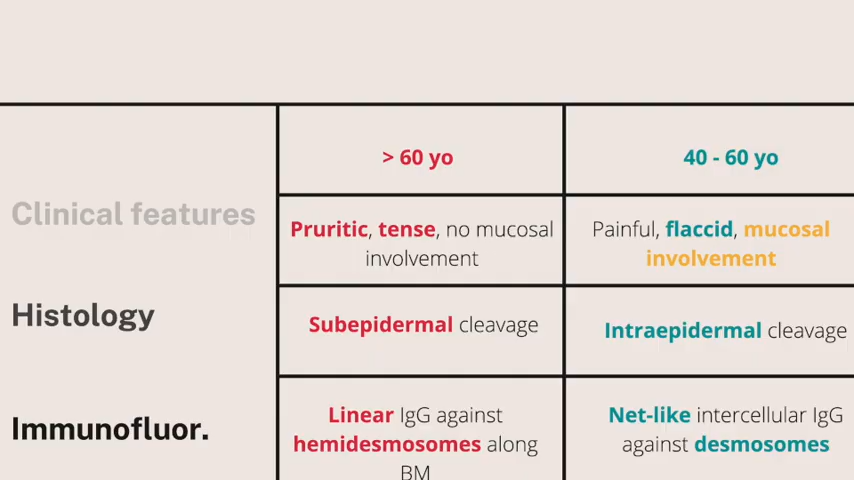 > 60 yo
40 - 60 yo
Clinical features
Pruritic, tense, no mucosal
involvement
Painful, flaccid, mucosal
involvement
Histology
Subepidermal cleavage
Intraepidermal cleavage
Immunofluor.
Linear IgG against
hemidesmosomes along
BM
Net-like intercellular IgG
against desmosomes